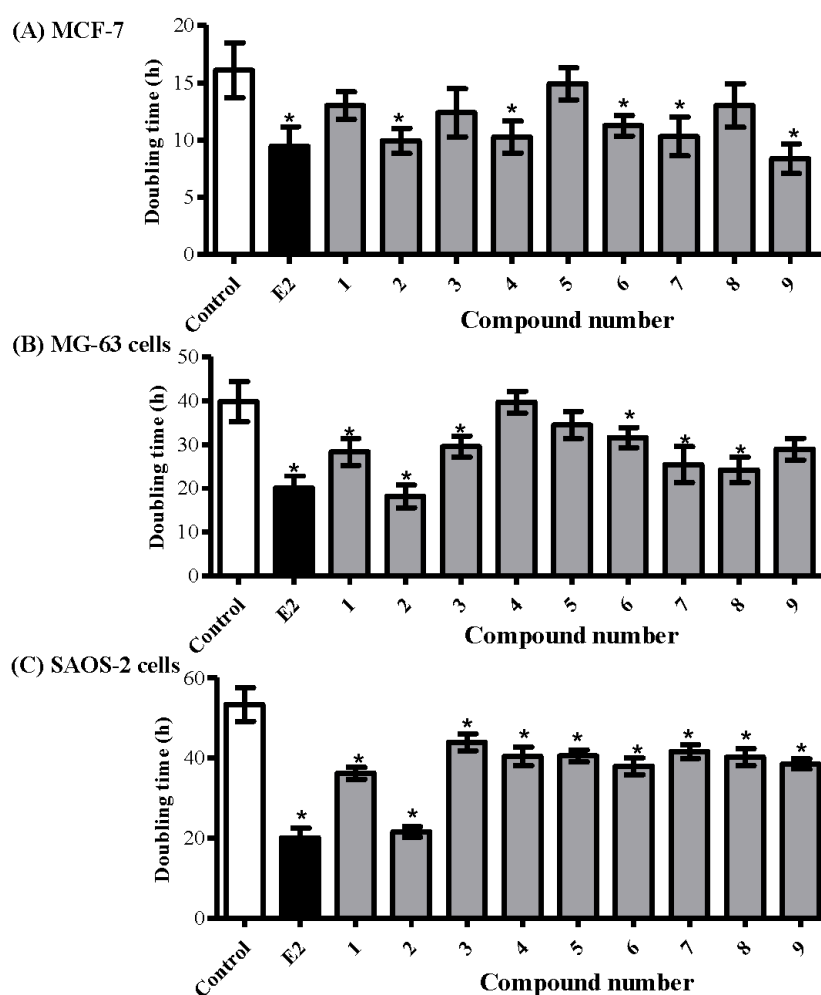 (A) MCF-7
Doubling time (h)
20
15
10
5
0
* * * * * *
Control E2 1 2 3 4 5 6 7 8 9
Compound number
(B) MG-63 cells
Doubling time (h)
50
40
30
20
10
0
* * * * * * *
Control E2 1 2 3 4 5 6 7 8 9
Compound number
(C) SAOS-2 cells
Doubling time (h)
60
40
20
0
* * * * * * * * * *
Control E2 1 2 3 4 5 6 7 8 9
Compound number